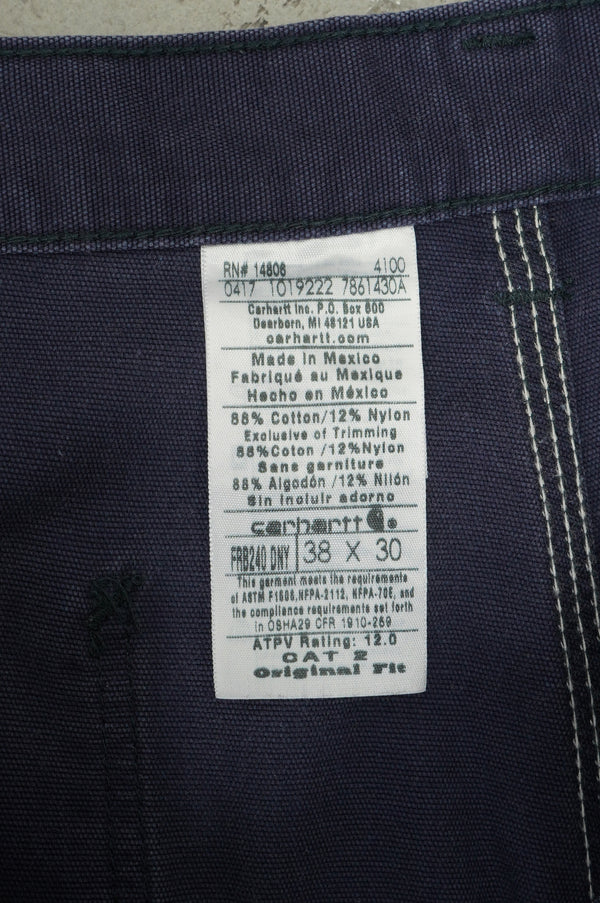 RN# 14806 4100
0417 1019222 7861430A
Carhartt Inc. P.O. Box 600
Dearborn, MI 48121 USA
carhartt.com
Made in Mexico
Fabriqué au Mexique
Hecho en México
88% Cotton/12% Nylon
Exclusive of Trimming
88%Coton /12%Nylon
Sans garniture
88% Algodón /12% Nilón
Sin incluir adorno
carhartt
FRB240 DNY 38 X 30
This garment meets the requirements
of ASTM F1506, NFPA-2112, NFPA-70E, and
the compliance requirements set forth
in OSHA29 CFR 1910-269
ATPV Rating: 12.0
CAT 2
Original Fit